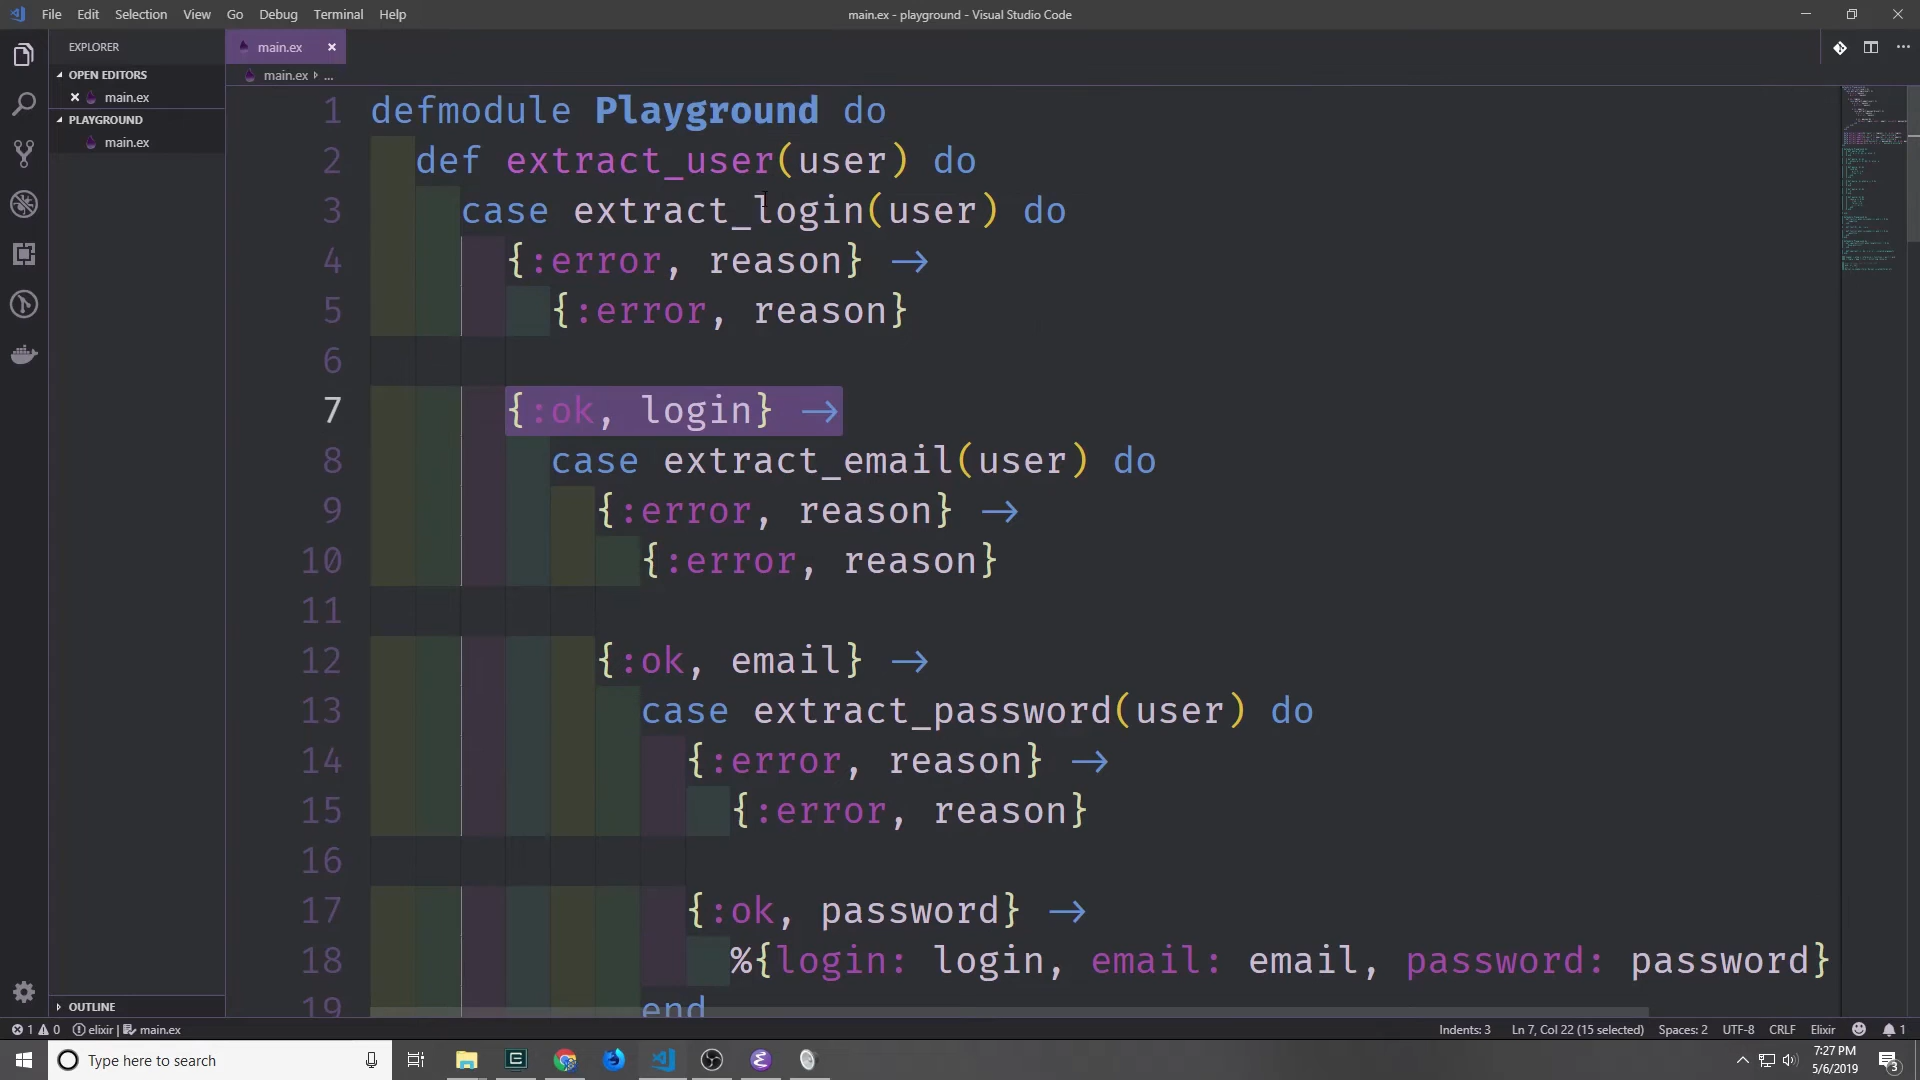 File Edit Selection View Go Debug Terminal Help
main.ex - playground - Visual Studio Code
EXPLORER
OPEN EDITORS
main.ex
PLAYGROUND
main.ex
OUTLINE
main.ex
main.ex ...
1 defmodule Playground do
2 def extract_user(user) do
3 case extract_login(user) do
4 {:error, reason} ->
5 {:error, reason}
6
7 {:ok, login} ->
8 case extract_email(user) do
9 {:error, reason} ->
10 {:error, reason}
11
12 {:ok, email} ->
13 case extract_password(user) do
14 {:error, reason} ->
15 {:error, reason}
16
17 {:ok, password} ->
18 %{login: login, email: email, password: password}
19 end
1 0 elixir | main.ex
Indents: 3 Ln 7, Col 22 (15 selected) Spaces: 2 UTF-8 CRLF Elixir 1
Type here to search
7:27 PM
5/6/2019
3